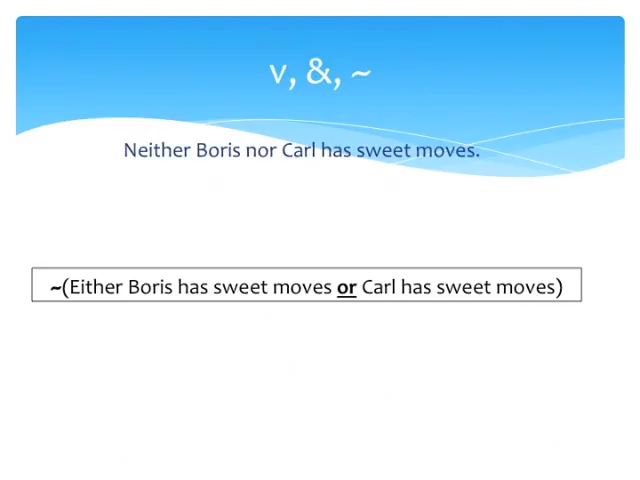 v, &, ~
Neither Boris nor Carl has sweet moves.
~(Either Boris has sweet moves or Carl has sweet moves)